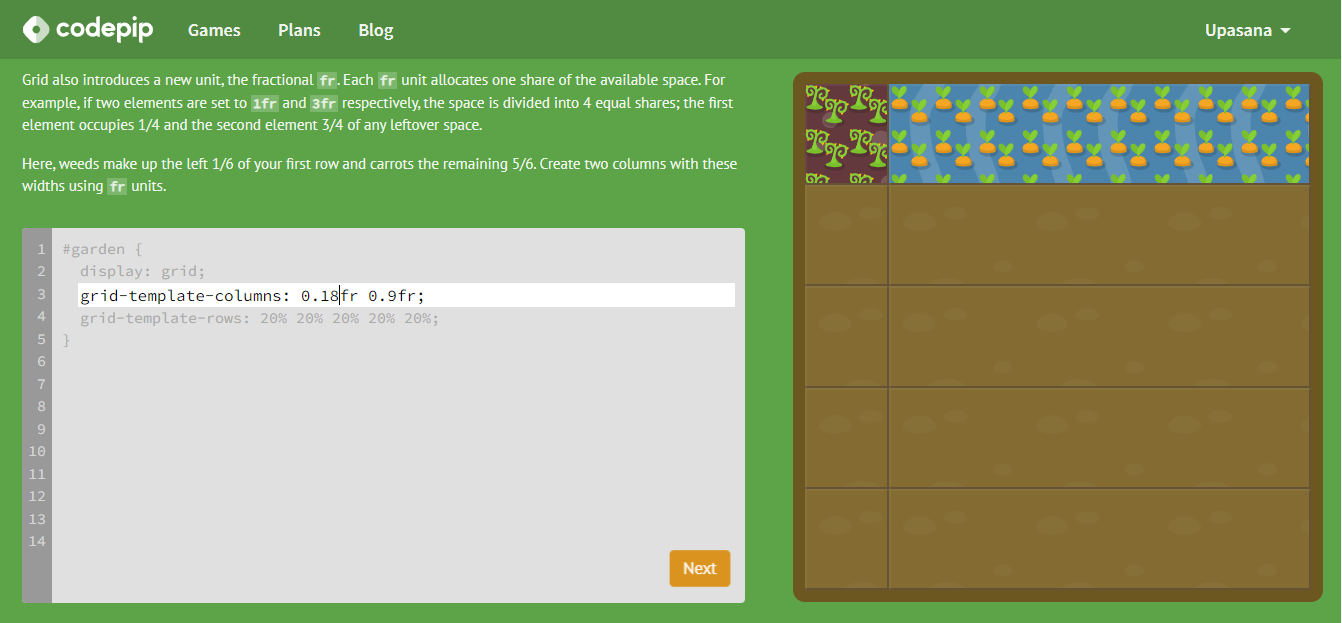 codepip Games Plans Blog Upasana
Grid also introduces a new unit, the fractional fr. Each fr unit allocates one share of the available space. For
example, if two elements are set to 1fr and 3fr respectively, the space is divided into 4 equal shares; the first
element occupies 1/4 and the second element 3/4 of any leftover space.
Here, weeds make up the left 1/6 of your first row and carrots the remaining 5/6. Create two columns with these
widths using fr units.
1 #garden {
2 display: grid;
3 grid-template-columns: 0.18fr 0.9fr;
4 grid-template-rows: 20% 20% 20% 20% 20%;
5 }
6
7
8
9
10
11
12
13
14
Next